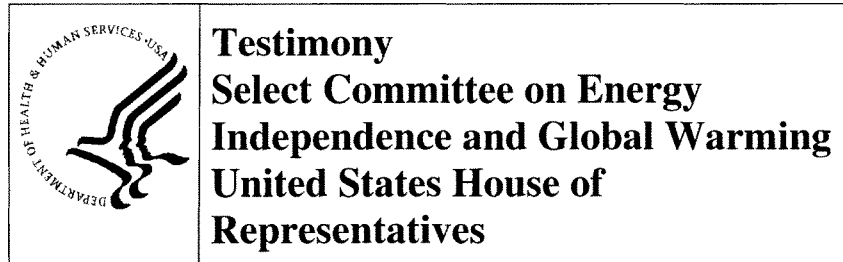 DEPARTMENT OF HEALTH & HUMAN SERVICES • USA
Testimony
Select Committee on Energy
Independence and Global Warming
United States House of
Representatives